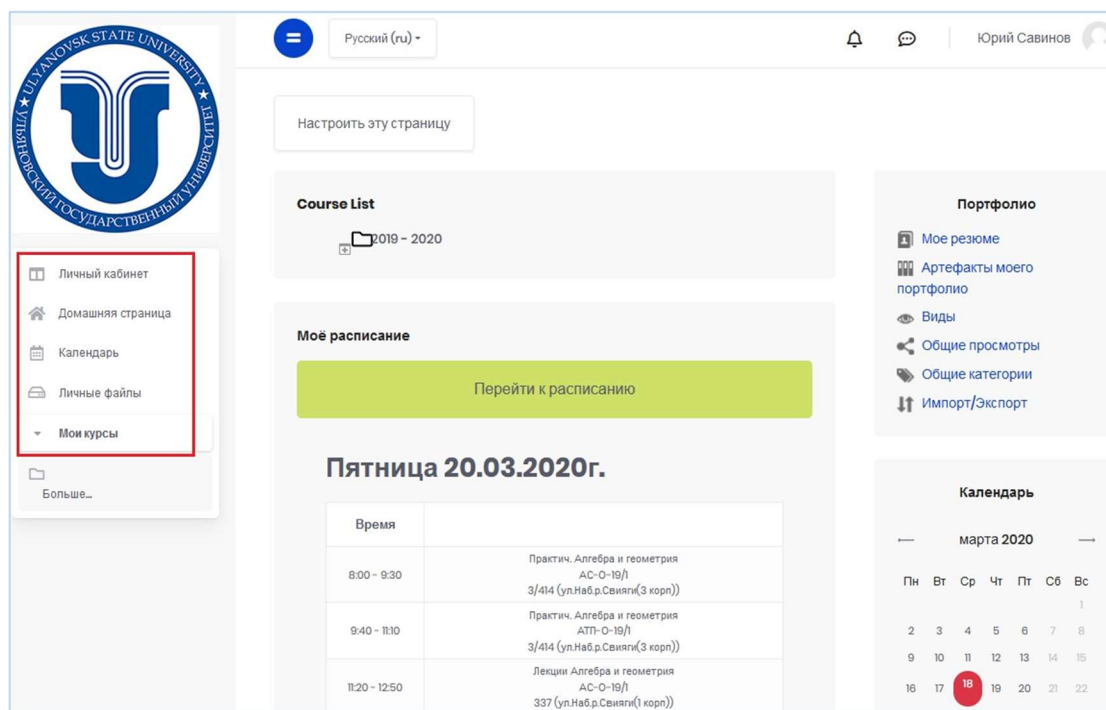 ULYANOVSK STATE UNIVERSITY
УЛЬЯНОВСКИЙ ГОСУДАРСТВЕННЫЙ УНИВЕРСИТЕТ
Русский (ru)
Юрий Савинов
Личный кабинет
Домашняя страница
Календарь
Личные файлы
Мои курсы
Больше...
Настроить эту страницу
Course List
2019 - 2020
Моё расписание
Перейти к расписанию
Пятница 20.03.2020г.
Время
8:00 - 9:30
Практич. Алгебра и геометрия
АС-О-19/1
3/414 (ул.Наб.р.Свияги(3 корп))
9:40 - 11:10
Практич. Алгебра и геометрия
АТП-О-19/1
3/414 (ул.Наб.р.Свияги(3 корп))
11:20 - 12:50
Лекции Алгебра и геометрия
АС-О-19/1
337 (ул.Наб.р.Свияги(1 корп))
Портфолио
Мое резюме
Артефакты моего
портфолио
Виды
Общие просмотры
Общие категории
Импорт/Экспорт
Календарь
марта 2020
Пн Вт Ср Чт Пт Сб Вс
1
2 3 4 5 6 7 8
9 10 11 12 13 14 15
16 17 18 19 20 21 22